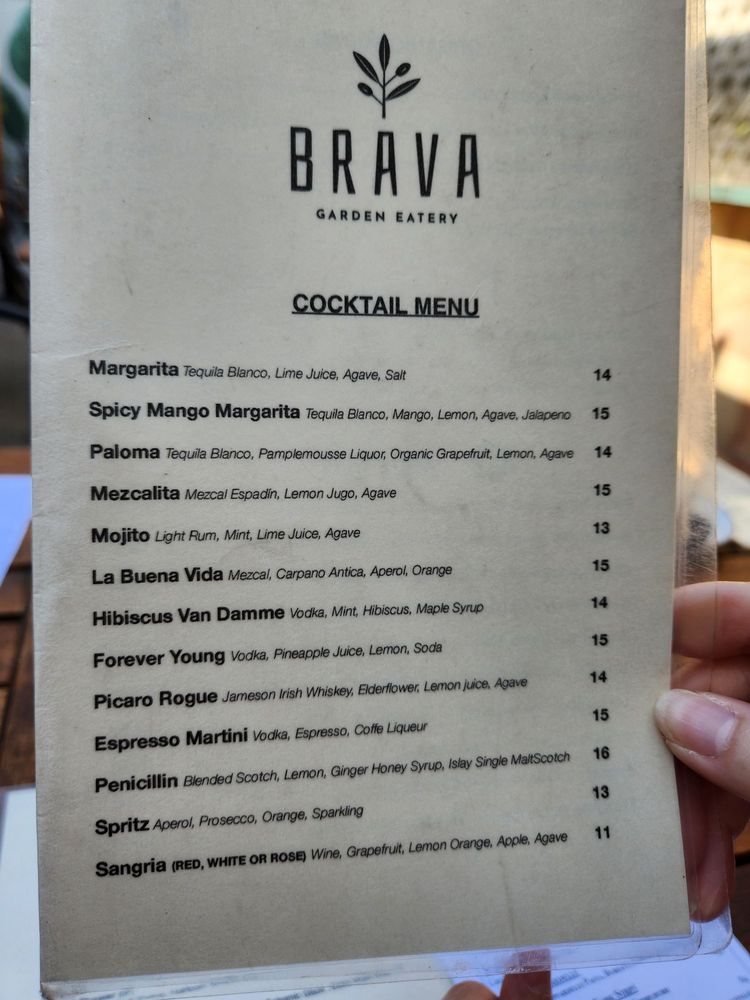 BRAVA
GARDEN EATERY
COCKTAIL MENU
Margarita Tequila Blanco, Lime Juice, Agave, Salt 14
Spicy Mango Margarita Tequila Blanco, Mango, Lemon, Agave, Jalapeno 15
Paloma Tequila Blanco, Pamplemousse Liquor, Organic Grapefruit, Lemon, Agave 14
Mezcalita Mezcal Espadín, Lemon Jugo, Agave 15
Mojito Light Rum, Mint, Lime Juice, Agave 13
La Buena Vida Mezcal, Carpano Antica, Aperol, Orange 15
Hibiscus Van Damme Vodka, Mint, Hibiscus, Maple Syrup 14
Forever Young Vodka, Pineapple Juice, Lemon, Soda 15
Picaro Rogue Jameson Irish Whiskey, Elderflower, Lemon juice, Agave 14
Espresso Martini Vodka, Espresso, Coffe Liqueur 15
Penicillin Blended Scotch, Lemon, Ginger Honey Syrup, Islay Single MaltScotch 16
Spritz Aperol, Prosecco, Orange, Sparkling 13
Sangria (RED, WHITE OR ROSE) Wine, Grapefruit, Lemon Orange, Apple, Agave 11